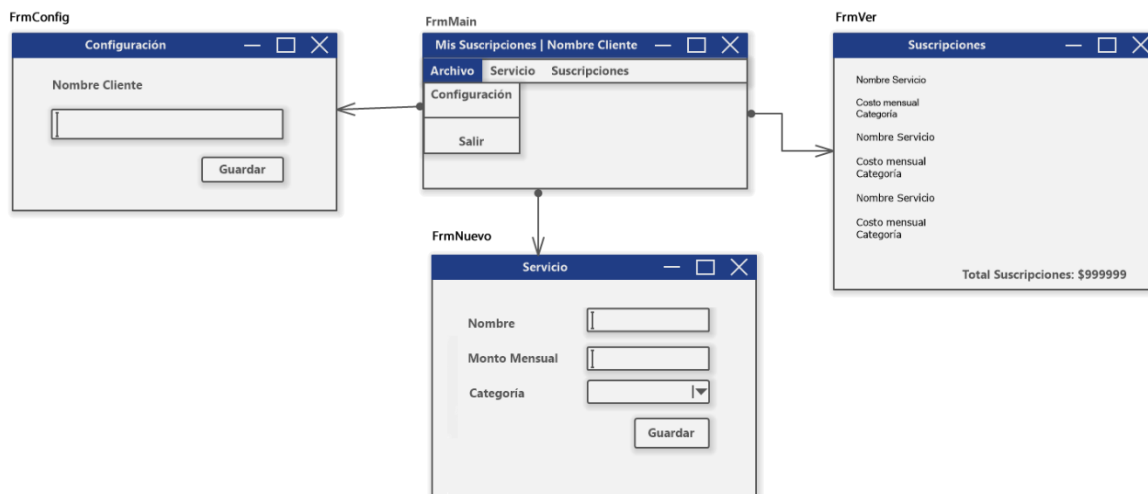 FrmConfig
Configuración
Nombre Cliente
Guardar
FrmMain
Mis Suscripciones | Nombre Cliente
Archivo Servicio Suscripciones
Configuración
Salir
FrmVer
Suscripciones
Nombre Servicio
Costo mensual
Categoría
Nombre Servicio
Costo mensual
Categoría
Nombre Servicio
Costo mensual
Categoría
Total Suscripciones: $999999
FrmNuevo
Servicio
Nombre
Monto Mensual
Categoría
Guardar